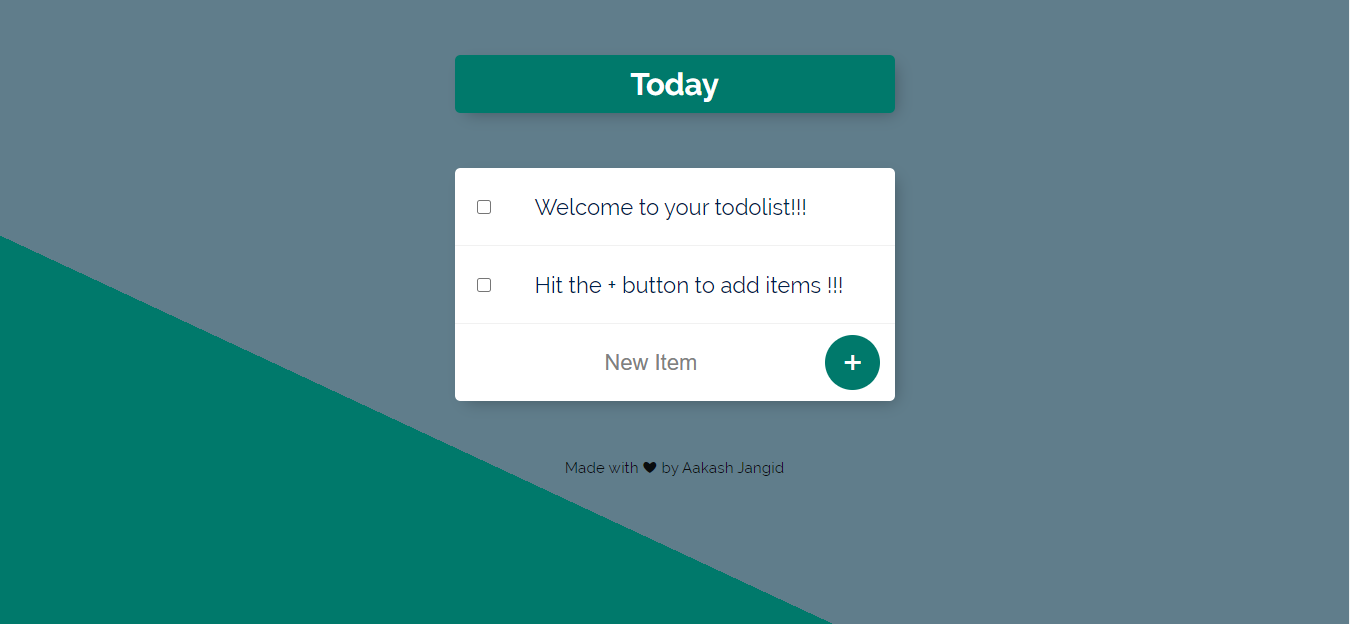 Today
Welcome to your todolist!!!
Hit the + button to add items !!!
New Item +
Made with ♥ by Aakash Jangid